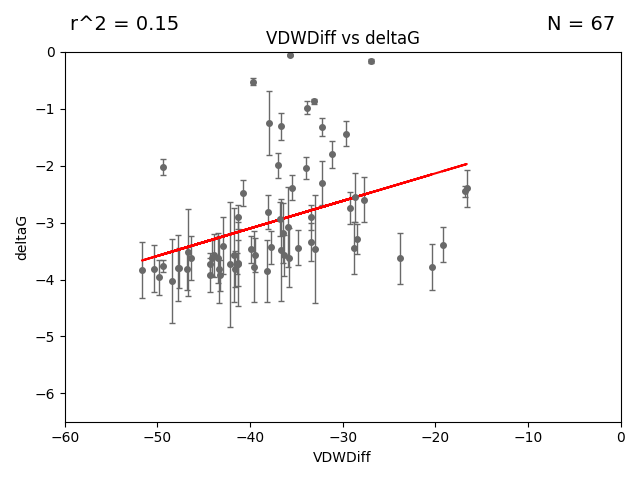 r^2 = 0.15
N = 67
VDWDiff vs deltaG
0
−1
−2
−3
−4
−5
−6
deltaG
−60 −50 −40 −30 −20 −10 0
VDWDiff